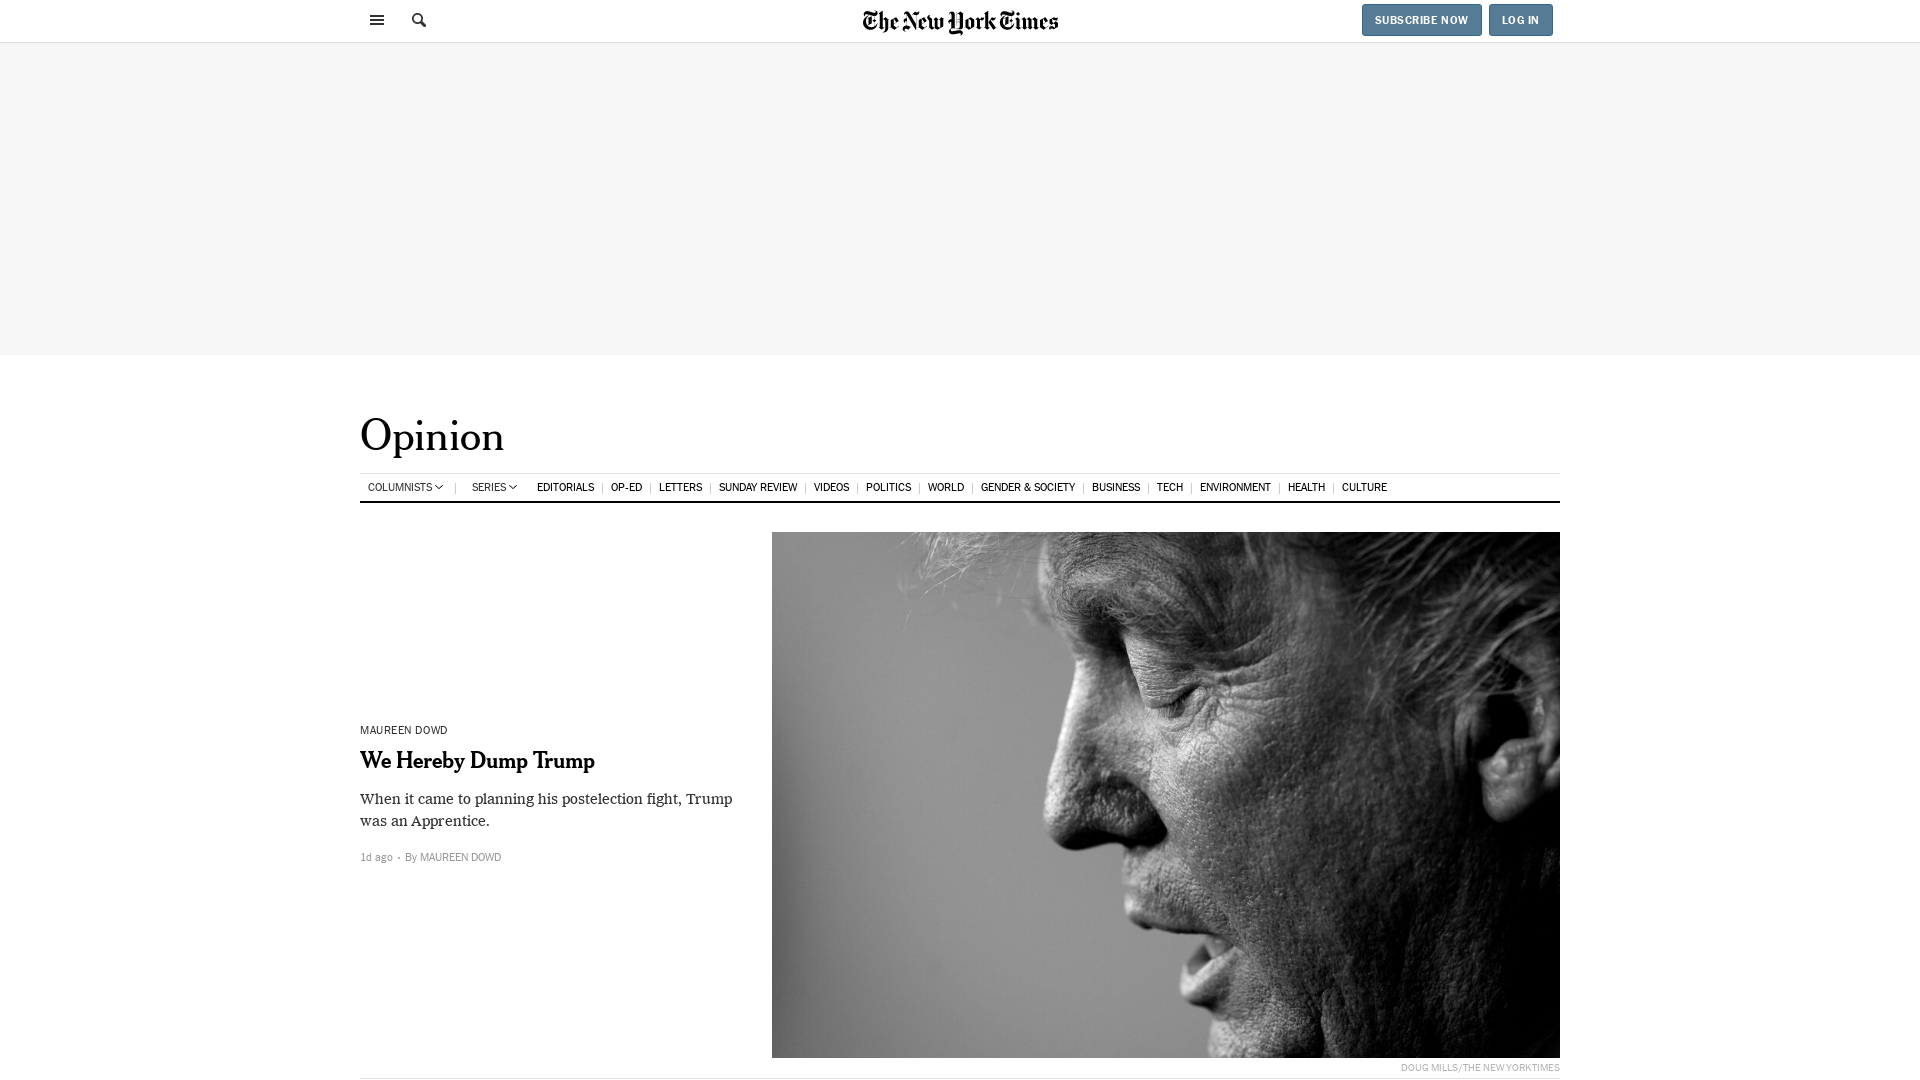 The New York Times
SUBSCRIBE NOW
LOG IN
Opinion
COLUMNISTS
SERIES
EDITORIALS
OP-ED
LETTERS
SUNDAY REVIEW
VIDEOS
POLITICS
WORLD
GENDER & SOCIETY
BUSINESS
TECH
ENVIRONMENT
HEALTH
CULTURE
MAUREEN DOWD
We Hereby Dump Trump
When it came to planning his postelection fight, Trump
was an Apprentice.
1d ago • By MAUREEN DOWD
DOUG MILLS/THE NEW YORK TIMES